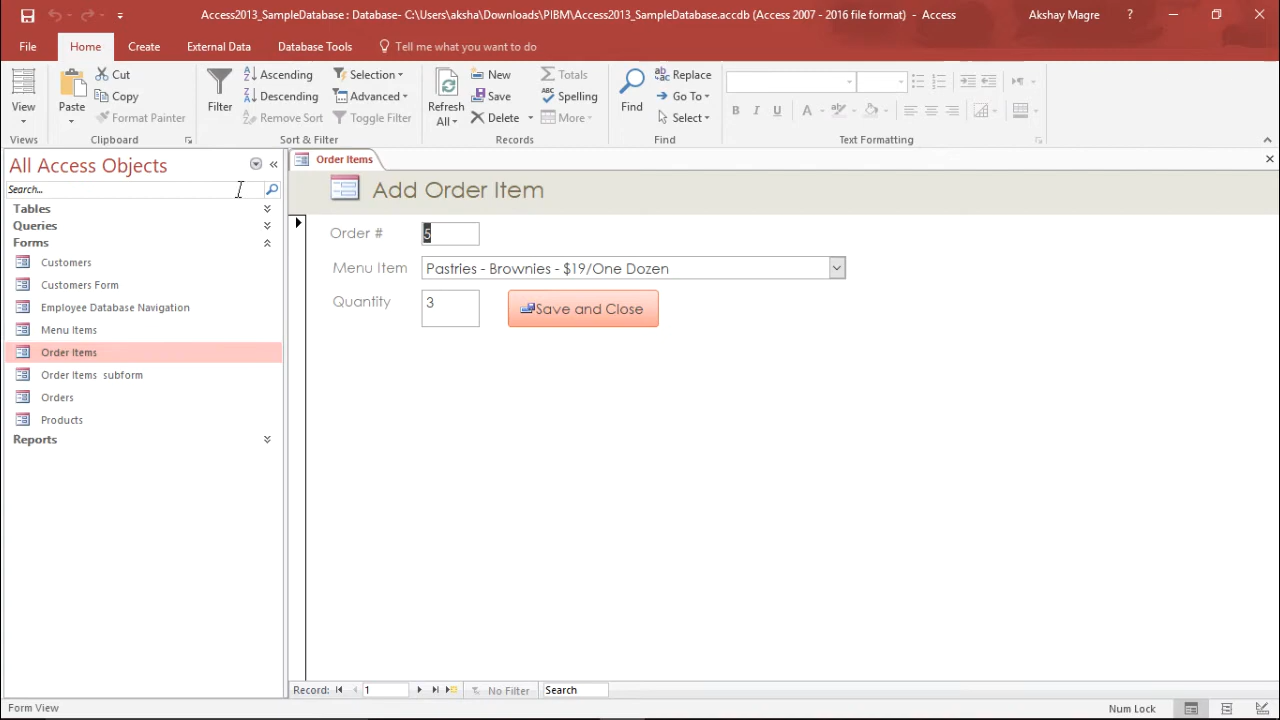 Access2013_SampleDatabase : Database- C:\Users\aksha\Downloads\PIBM\Access2013_SampleDatabase.accdb (Access 2007 - 2016 file format) - Access
Akshay Magre
?
File Home Create External Data Database Tools Tell me what you want to do
View
Views
Paste
Cut
Copy
Format Painter
Clipboard
Filter
Ascending
Descending
Remove Sort
Selection
Advanced
Toggle Filter
Sort & Filter
Refresh
All
New
Save
Delete
Totals
Spelling
More
Records
Find
Replace
Go To
Select
Find
B I U A
Text Formatting
All Access Objects
Search...
Tables
Queries
Forms
Customers
Customers Form
Employee Database Navigation
Menu Items
Order Items
Order Items subform
Orders
Products
Reports
Order Items
Add Order Item
Order # 5
Menu Item Pastries - Brownies - $19/One Dozen
Quantity 3 Save and Close
Record: 1 No Filter Search
Form View
Num Lock